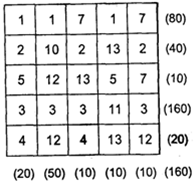 1 1 7 1 7 (80)
2 10 2 13 2 (40)
5 12 13 5 7 (10)
3 3 3 11 3 (160)
4 12 4 13 12 (20)
(20) (50) (10) (10) (10) (160)